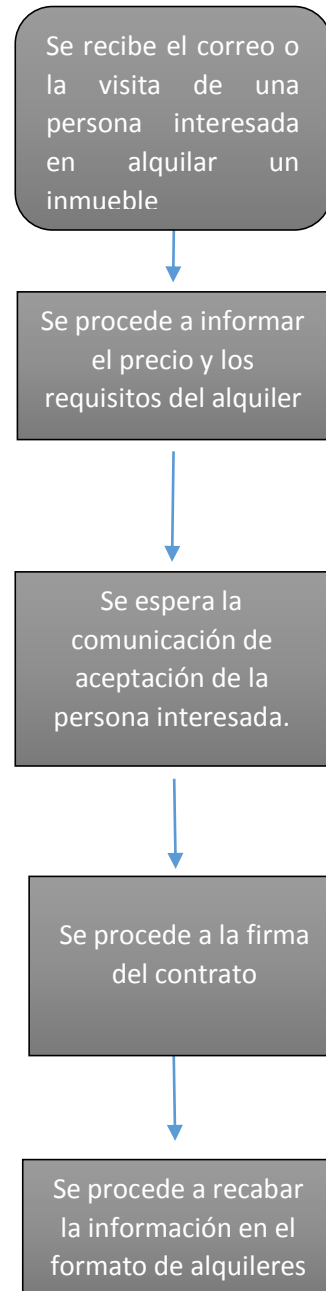 Se recibe el correo o
la visita de una
persona interesada
en alquilar un
inmueble
Se procede a informar
el precio y los
requisitos del alquiler
Se espera la
comunicación de
aceptación de la
persona interesada.
Se procede a la firma
del contrato
Se procede a recabar
la información en el
formato de alquileres